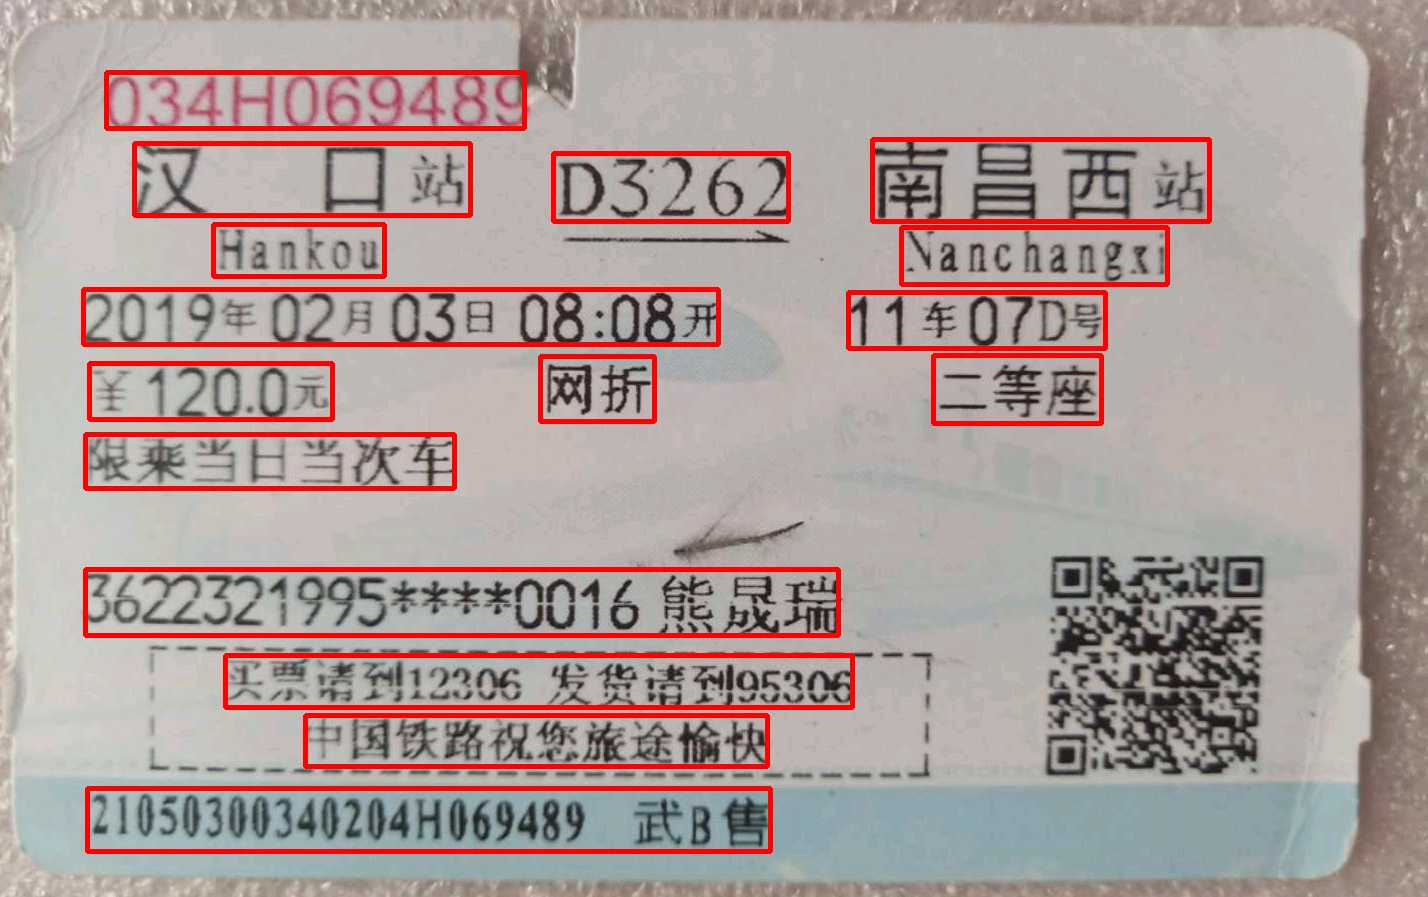 034H069489
汉口站 D3262 南昌西站
Hankou Nanchangxi
2019年02月03日 08:08开 11车07D号
￥120.0元 网折 二等座
限乘当日当次车
3622321995****0016 熊晟瑞
买票请到12306 发货请到95306
中国铁路祝您旅途愉快
21050300340204H069489 武B售